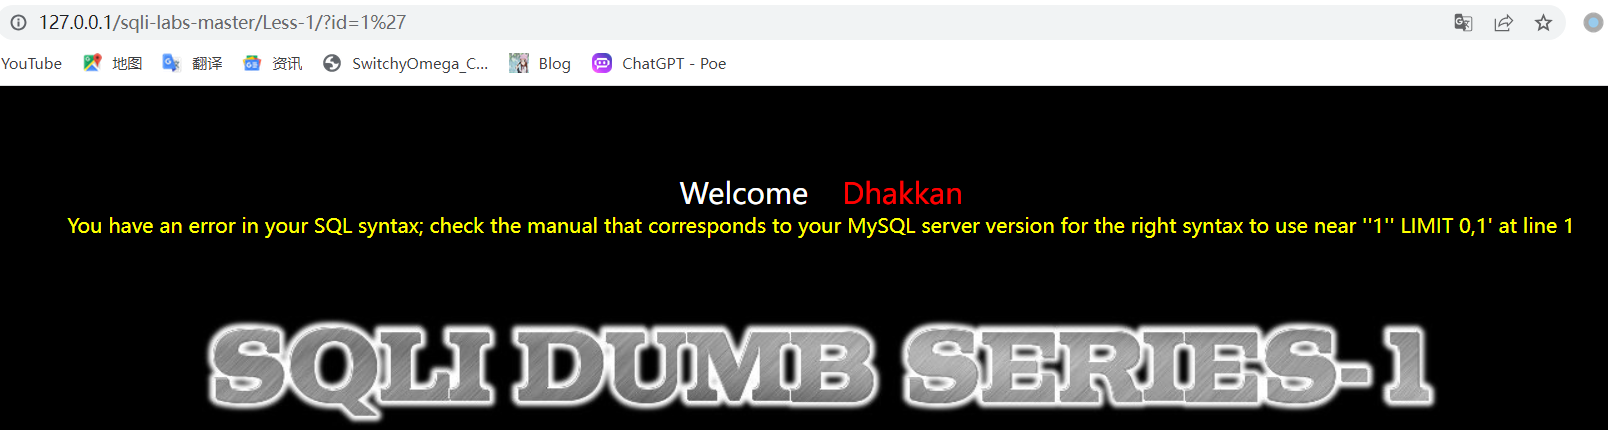 127.0.0.1/sqli-labs-master/Less-1/?id=1%27
YouTube 地图 翻译 资讯 SwitchyOmega_C... Blog ChatGPT - Poe
Welcome Dhakkan
You have an error in your SQL syntax; check the manual that corresponds to your MySQL server version for the right syntax to use near ''1'' LIMIT 0,1' at line 1
SQLI DUMB SERIES-1